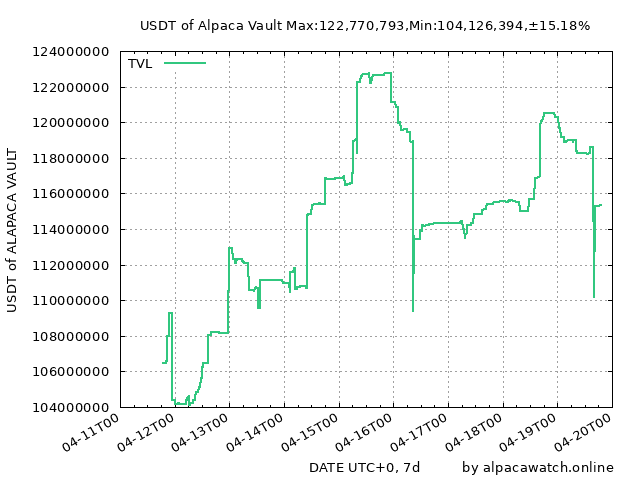 USDT of Alpaca Vault Max:122,770,793,Min:104,126,394,±15.18%
TVL
USDT of ALAPACA VAULT
124000000
122000000
120000000
118000000
116000000
114000000
112000000
110000000
108000000
106000000
104000000
04-11T00
04-12T00
04-13T00
04-14T00
04-15T00
04-16T00
04-17T00
04-18T00
04-19T00
04-20T00
DATE UTC+0, 7d
by alpacawatch.online